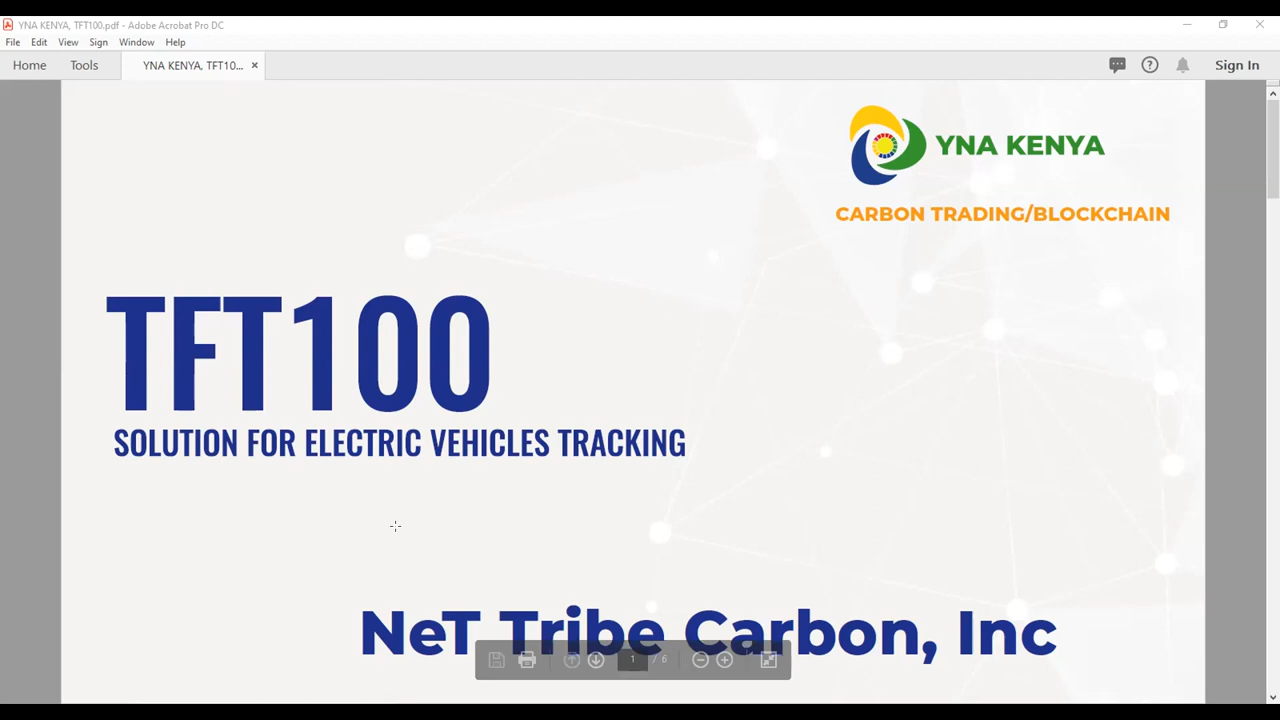 YNA KENYA, TFT100.pdf - Adobe Acrobat Pro DC
File Edit View Sign Window Help
Home Tools YNA KENYA, TFT10... × Sign In
YNA KENYA
CARBON TRADING/BLOCKCHAIN
TFT100
SOLUTION FOR ELECTRIC VEHICLES TRACKING
NeT Tribe Carbon, Inc
1 / 6